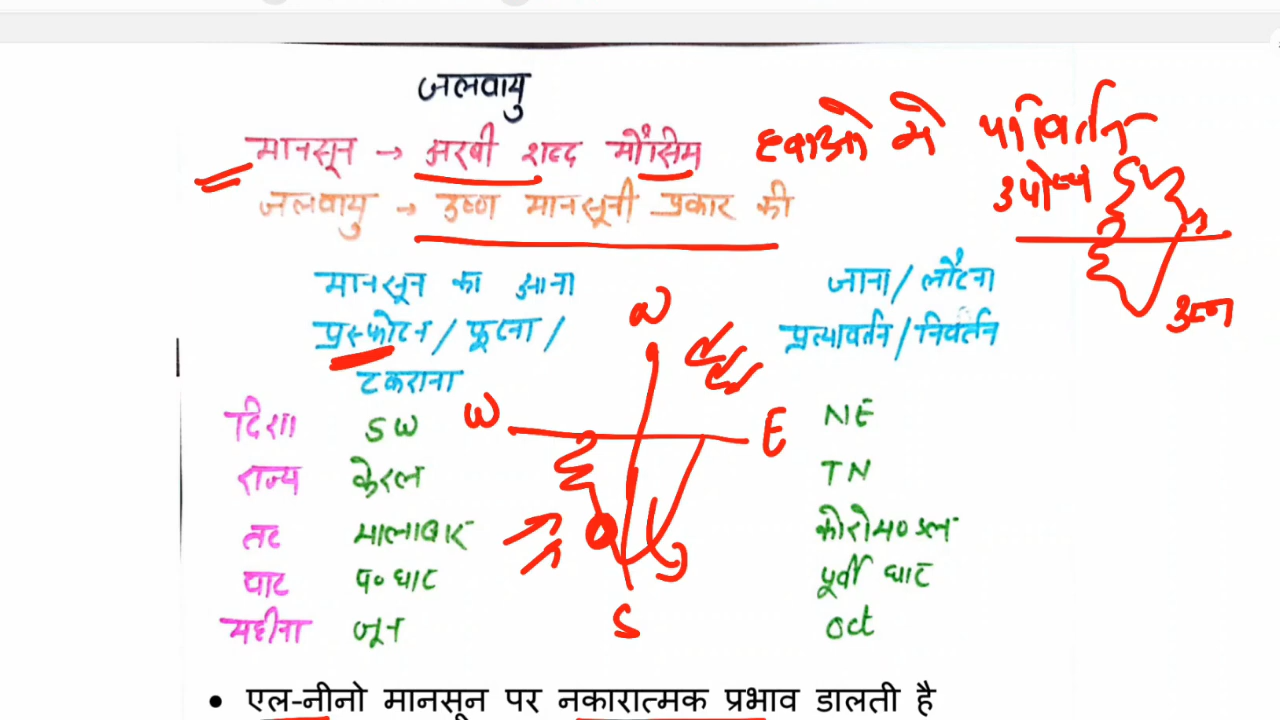 जलवायु
मानसून → अरबी शब्द मौसिम हवाओ मे परिवर्तन
जलवायु → उष्ण मानसूनी प्रकार की उपोष्ण
मानसून का आना जाना/लौटना
उष्ण
N
प्रस्फोटन/फूटना/ प्रत्यावर्तन/निवर्तन
टकराना
W E
दिशा SW NE
राज्य केरल TN
तट मालाबार कोरोमण्डल
घाट प० घाट पूर्वी घाट
महीना जून Oct
S
• एल-नीनो मानसून पर नकारात्मक प्रभाव डालती है